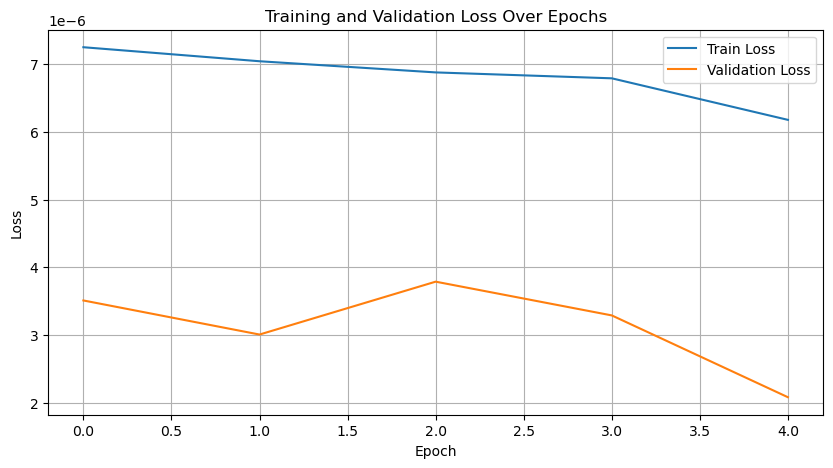 Training and Validation Loss Over Epochs
1e−6
Train Loss
Validation Loss
7
6
5
4
3
2
Loss
0.0 0.5 1.0 1.5 2.0 2.5 3.0 3.5 4.0
Epoch